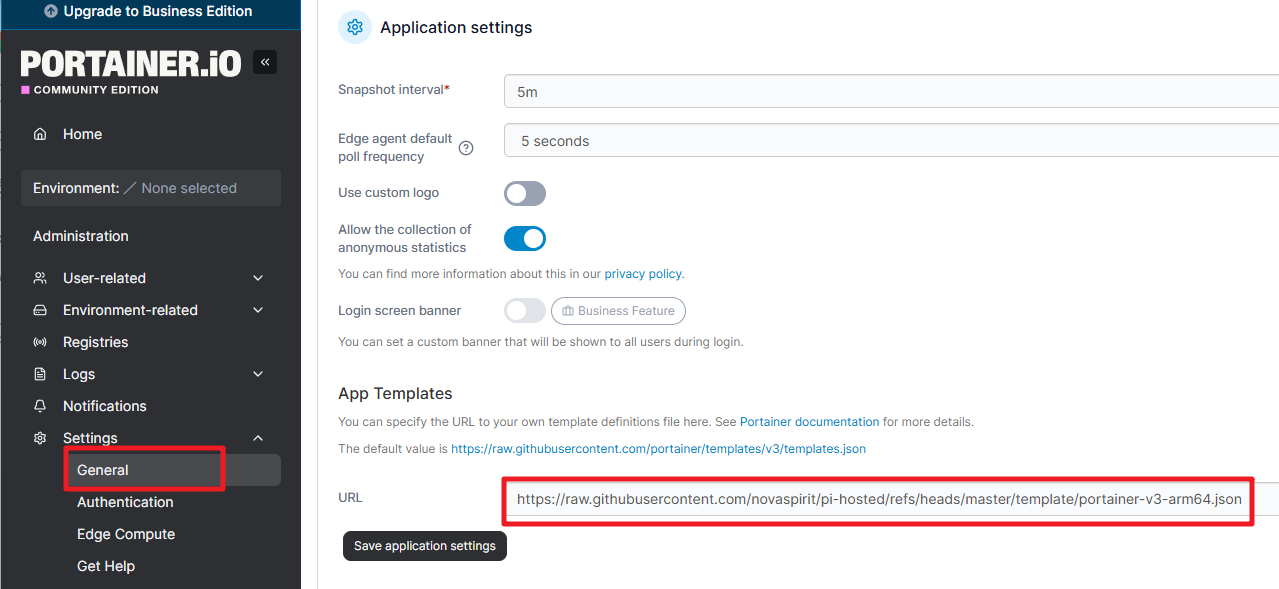 Upgrade to Business Edition
PORTAINER.iO
COMMUNITY EDITION
Home
Environment: None selected
Administration
User-related
Environment-related
Registries
Logs
Notifications
Settings
General
Authentication
Edge Compute
Get Help
Application settings
Snapshot interval*
5m
Edge agent default
poll frequency
5 seconds
Use custom logo
Allow the collection of
anonymous statistics
You can find more information about this in our privacy policy.
Login screen banner
Business Feature
You can set a custom banner that will be shown to all users during login.
App Templates
You can specify the URL to your own template definitions file here. See Portainer documentation for more details.
The default value is https://raw.githubusercontent.com/portainer/templates/v3/templates.json
URL
https://raw.githubusercontent.com/novaspirit/pi-hosted/refs/heads/master/template/portainer-v3-arm64.json
Save application settings